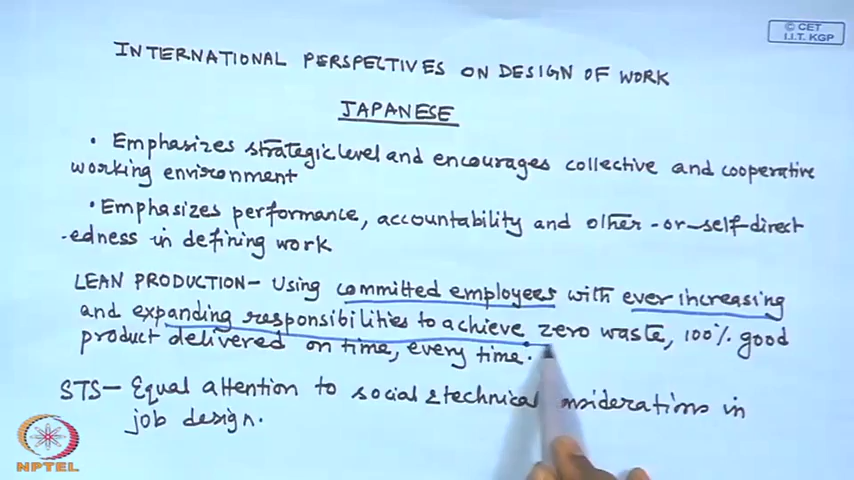 © CET
I.I.T. KGP
INTERNATIONAL PERSPECTIVES ON DESIGN OF WORK
JAPANESE
• Emphasizes strategic level and encourages collective and cooperative
working environment
• Emphasizes performance, accountability and other-or-self-direct
-edness in defining work
LEAN PRODUCTION- Using committed employees with ever increasing
and expanding responsibilities to achieve zero waste, 100% good
product delivered on time, every time.
STS- Equal attention to social & technical onsiderations in
job design.
NPTEL